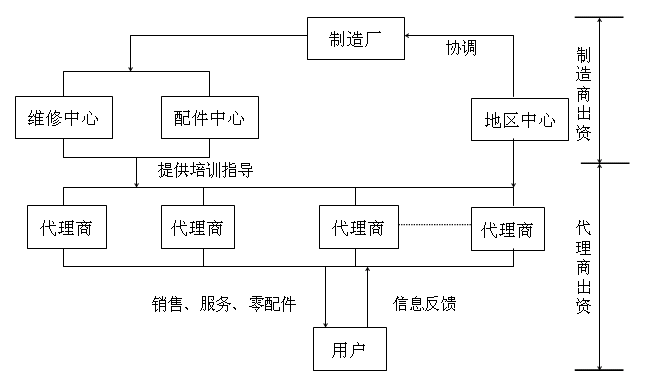 制造厂
协调
制造商出资
维修中心
配件中心
地区中心
提供培训指导
代理商
代理商
代理商
代理商
代理商出资
销售、服务、零配件
信息反馈
用户